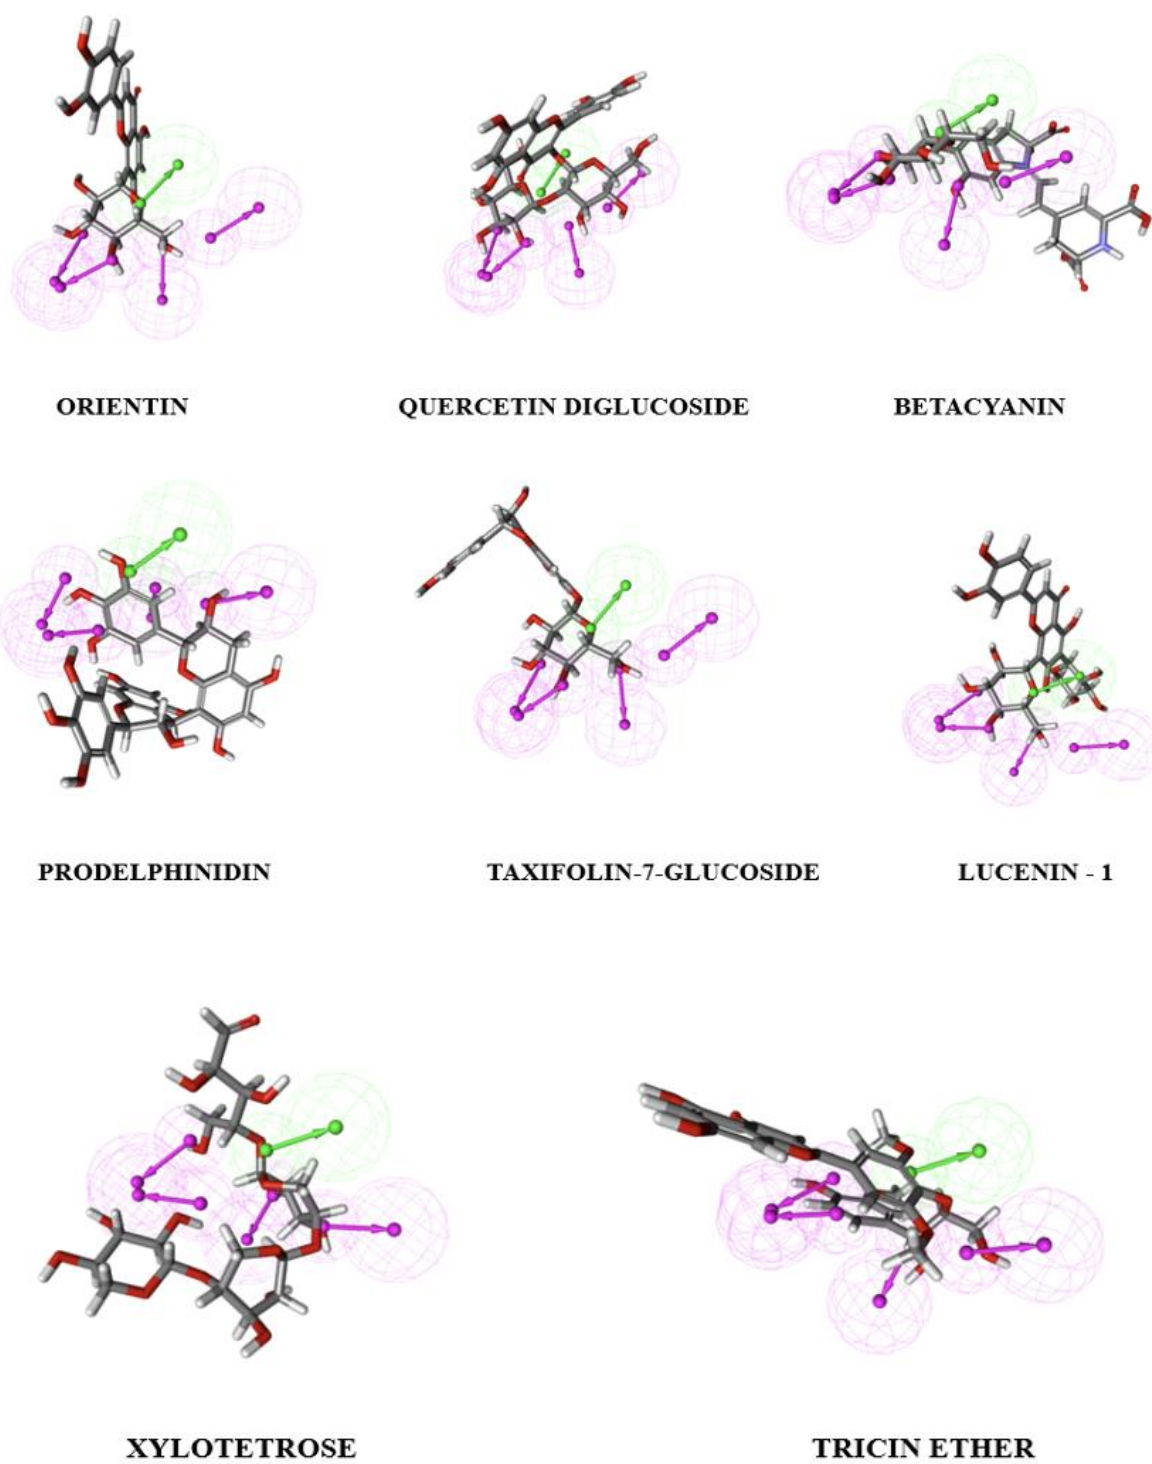 ORIENTIN
QUERCETIN DIGLUCOSIDE
BETACYANIN
PRODELPHINIDIN
TAXIFOLIN-7-GLUCOSIDE
LUCENIN - 1
XYLOTETROSE
TRICIN ETHER